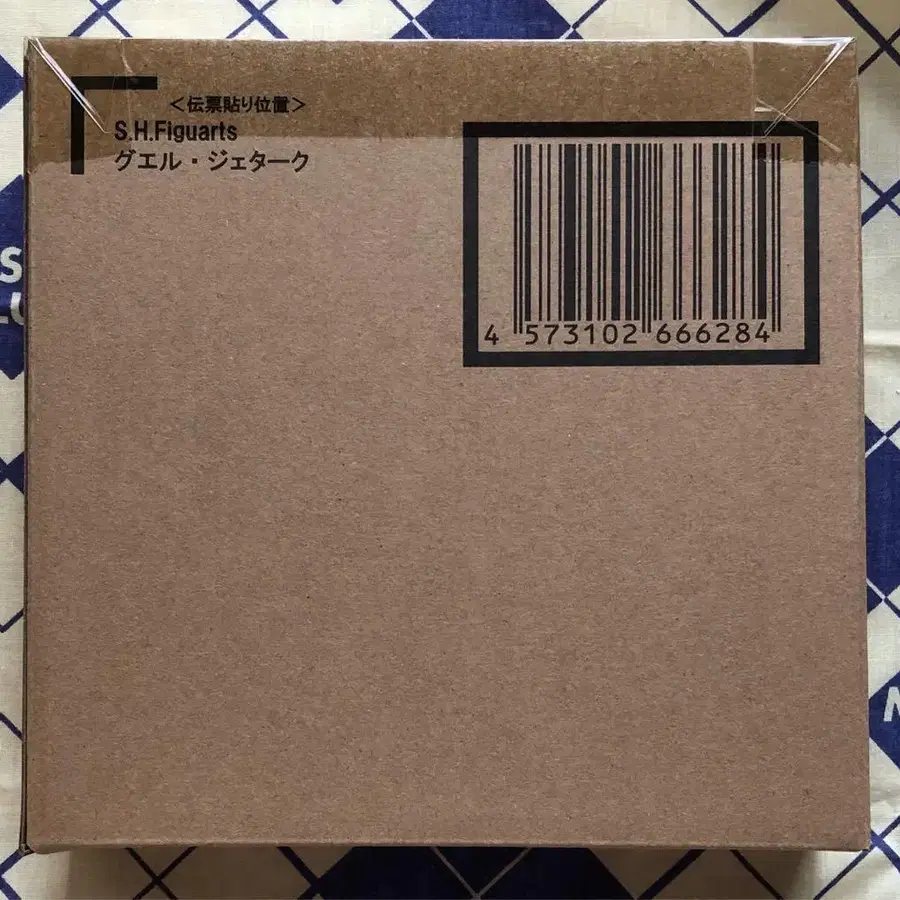 <伝票貼り位置>
S.H.Figuarts
グエル・ジェターク
4 573102 666284